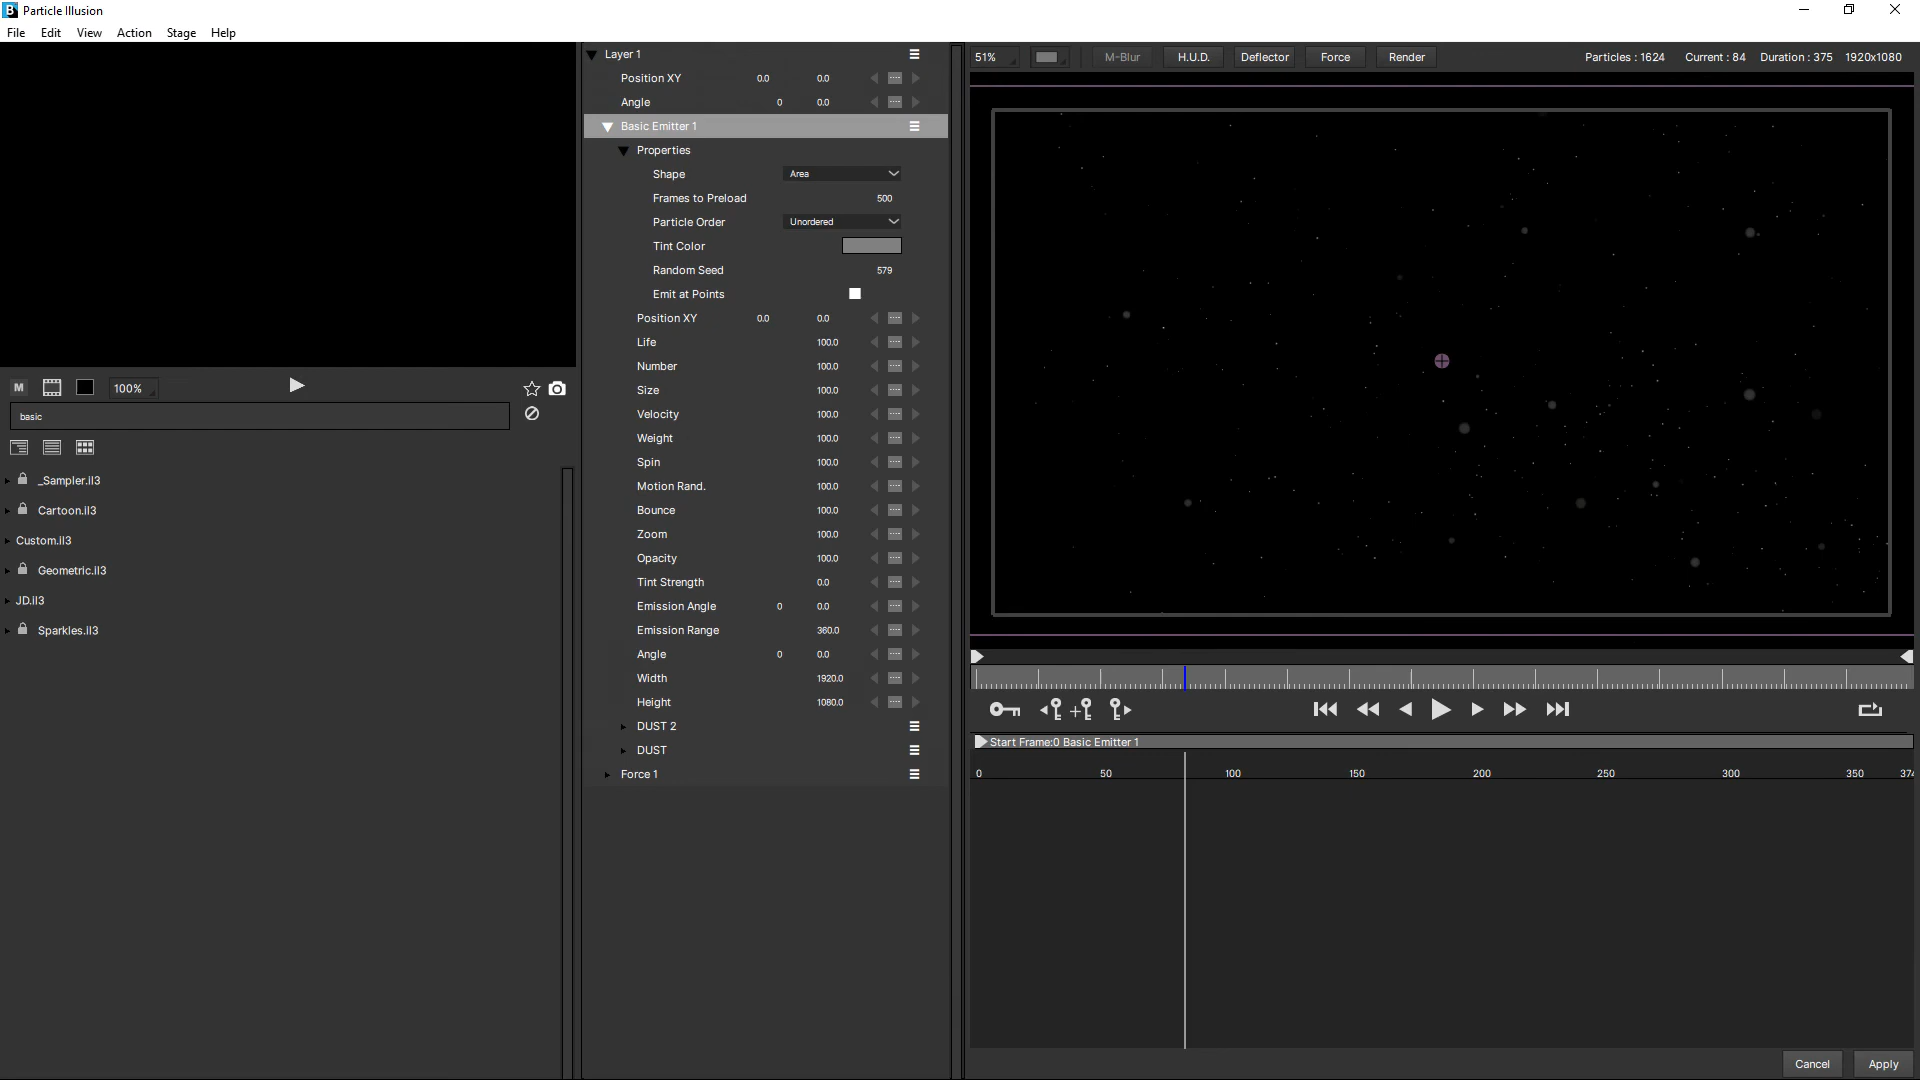 Particle Illusion
File Edit View Action Stage Help
Layer 1
Position XY 0.0 0.0
Angle 0 0.0
Basic Emitter 1
Properties
Shape Area
Frames to Preload 500
Particle Order Unordered
Tint Color
Random Seed 579
Emit at Points
Position XY 0.0 0.0
Life 100.0
Number 100.0
Size 100.0
Velocity 100.0
Weight 100.0
Spin 100.0
Motion Rand. 100.0
Bounce 100.0
Zoom 100.0
Opacity 100.0
Tint Strength 0.0
Emission Angle 0 0.0
Emission Range 360.0
Angle 0 0.0
Width 1920.0
Height 1080.0
DUST 2
DUST
Force 1
M 100%
basic
_Sampler.il3
Cartoon.il3
Custom.il3
Geometric.il3
JD.il3
Sparkles.il3
51% M-Blur H.U.D. Deflector Force Render Particles : 1624 Current : 84 Duration : 375 1920x1080
Start Frame:0 Basic Emitter 1
0 50 100 150 200 250 300 350 374
Cancel Apply